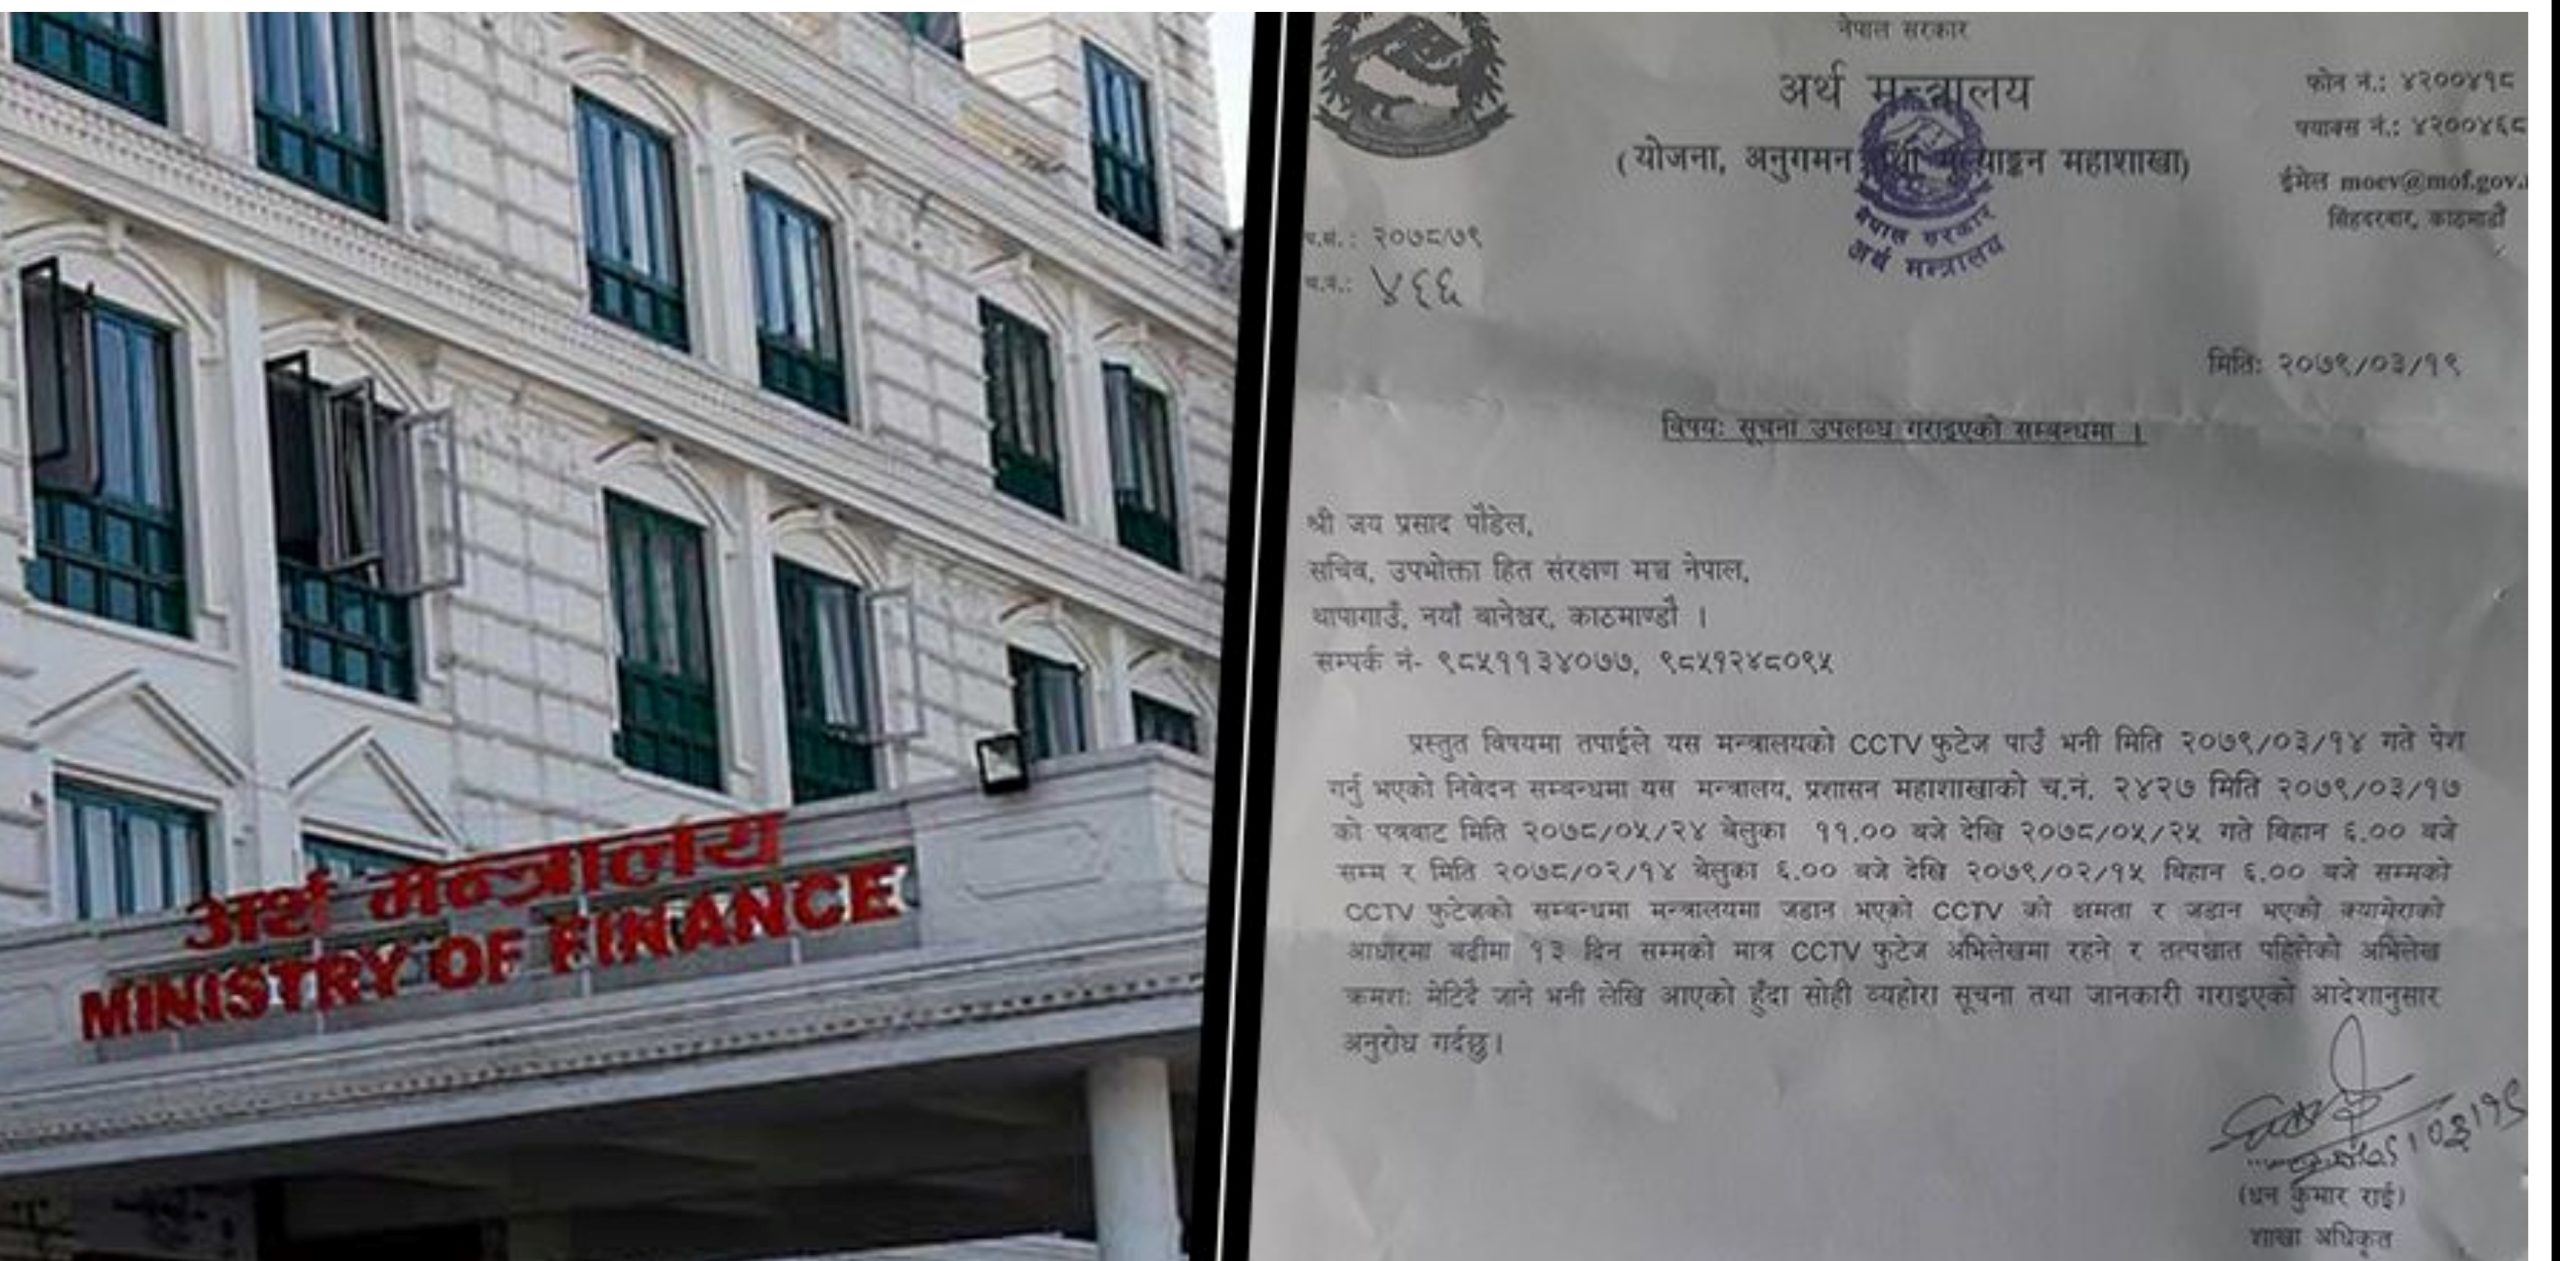 अर्थ मन्त्रालय
MINISTRY OF FINANCE
नेपाल सरकार
अर्थ मन्त्रालय
(योजना, अनुगमन तथा मूल्याङ्कन महाशाखा)
नेपाल सरकार
अर्थ मन्त्रालय
फोन नं.: ४२००४१८
फ्याक्स नं.: ४२००४६८
ईमेल moev@mof.gov.
सिंहदरबार, काठमाडौं
प.सं.: २०७८/७९
च.नं.: ४६६
मिति: २०७९/०३/१९
विषय: सूचना उपलब्ध गराइएको सम्बन्धमा ।
श्री जय प्रसाद पौडेल,
सचिव, उपभोक्ता हित संरक्षण मञ्च नेपाल,
थापागाउँ, नयाँ बानेश्वर, काठमाण्डौ ।
सम्पर्क नं- ९८५११३४०७७, ९८५१२४८०९५
प्रस्तुत विषयमा तपाईले यस मन्त्रालयको CCTV फुटेज पाउँ भनी मिति २०७९/०३/१४ गते पेश
गर्नु भएको निवेदन सम्बन्धमा यस मन्त्रालय, प्रशासन महाशाखाको च.नं. २४२७ मिति २०७९/०३/१७
को पत्रबाट मिति २०७८/०५/२४ बेलुका ११.०० बजे देखि २०७८/०५/२५ गते बिहान ६.०० बजे
सम्म र मिति २०७८/०२/१४ बेलुका ६.०० बजे देखि २०७९/०२/१५ बिहान ६.०० बजे सम्मको
CCTV फुटेजको सम्बन्धमा मन्त्रालयमा जडान भएको CCTV को क्षमता र जडान भएको क्यामेराको
आधारमा बढीमा १३ दिन सम्मको मात्र CCTV फुटेज अभिलेखमा रहने र तत्पश्चात पहिलेको अभिलेख
क्रमशः मेटिदै जाने भनी लेखि आएको हुँदा सोही व्यहोरा सूचना तथा जानकारी गराइएको आदेशानुसार
अनुरोध गर्दछु।
(धन कुमार राई)
शाखा अधिकृत